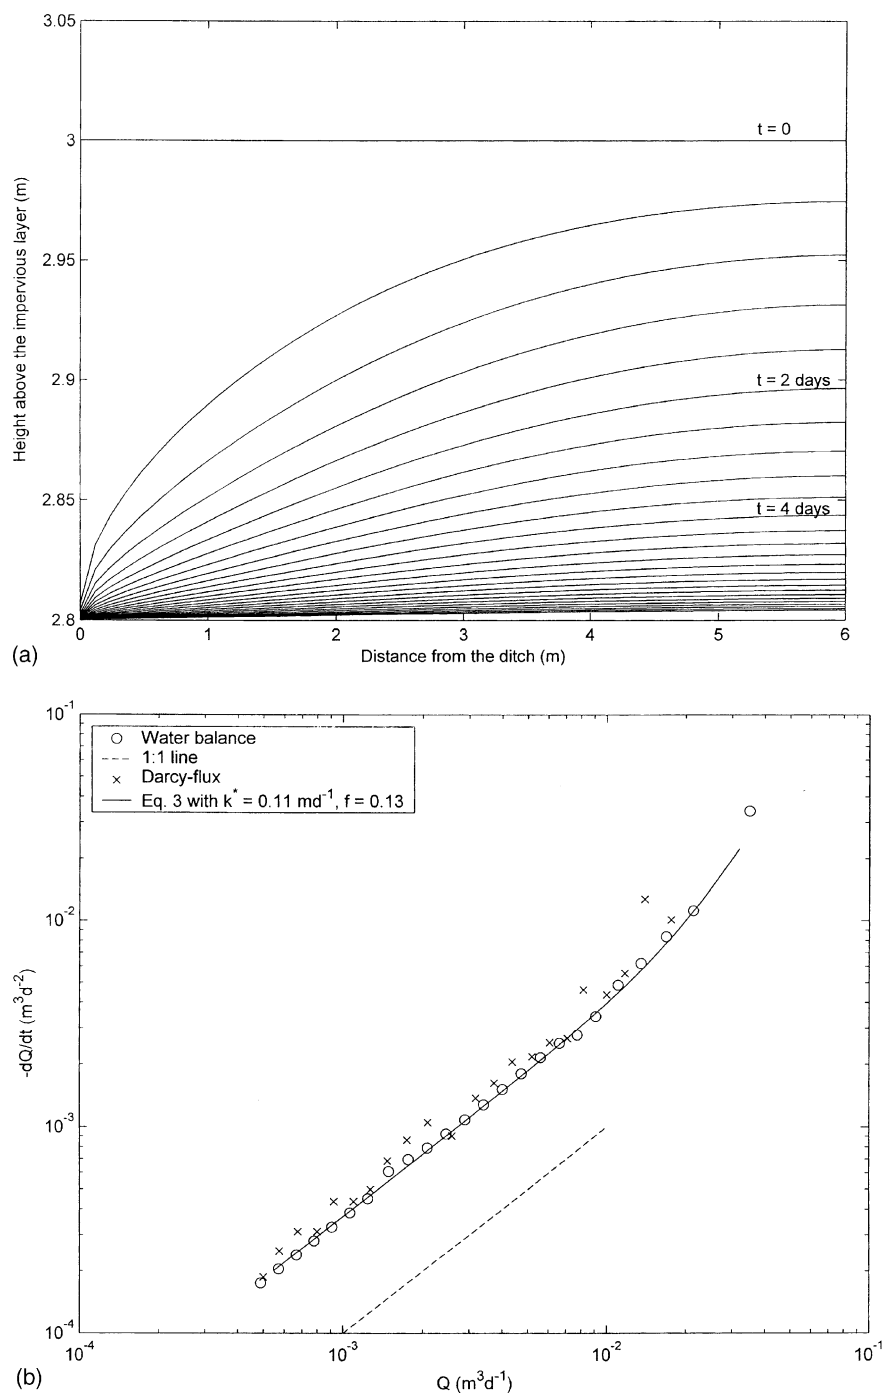 3.05
3
2.95
2.9
2.85
2.8
Height above the impervious layer (m)
t = 0
t = 2 days
t = 4 days
0 1 2 3 4 5 6
Distance from the ditch (m)
(a)
10⁻¹
10⁻²
10⁻³
10⁻⁴
-dQ/dt (m³d⁻²)
Water balance
1:1 line
Darcy-flux
Eq. 3 with k* = 0.11 md⁻¹, f = 0.13
10⁻⁴ 10⁻³ 10⁻² 10⁻¹
Q (m³d⁻¹)
(b)